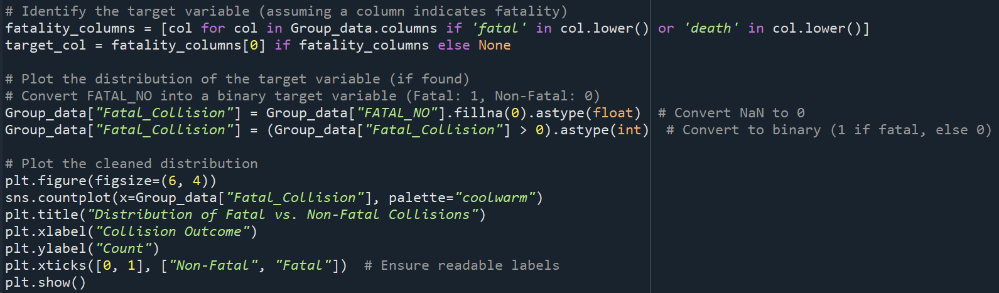 # Identify the target variable (assuming a column indicates fatality)
fatality_columns = [col for col in Group_data.columns if 'fatal' in col.lower() or 'death' in col.lower()]
target_col = fatality_columns[0] if fatality_columns else None
# Plot the distribution of the target variable (if found)
# Convert FATAL_NO into a binary target variable (Fatal: 1, Non-Fatal: 0)
Group_data["Fatal_Collision"] = Group_data["FATAL_NO"].fillna(0).astype(float)  # Convert NaN to 0
Group_data["Fatal_Collision"] = (Group_data["Fatal_Collision"] > 0).astype(int)  # Convert to binary (1 if fatal, else 0)
# Plot the cleaned distribution
plt.figure(figsize=(6, 4))
sns.countplot(x=Group_data["Fatal_Collision"], palette="coolwarm")
plt.title("Distribution of Fatal vs. Non-Fatal Collisions")
plt.xlabel("Collision Outcome")
plt.ylabel("Count")
plt.xticks([0, 1], ["Non-Fatal", "Fatal"])  # Ensure readable labels
plt.show()